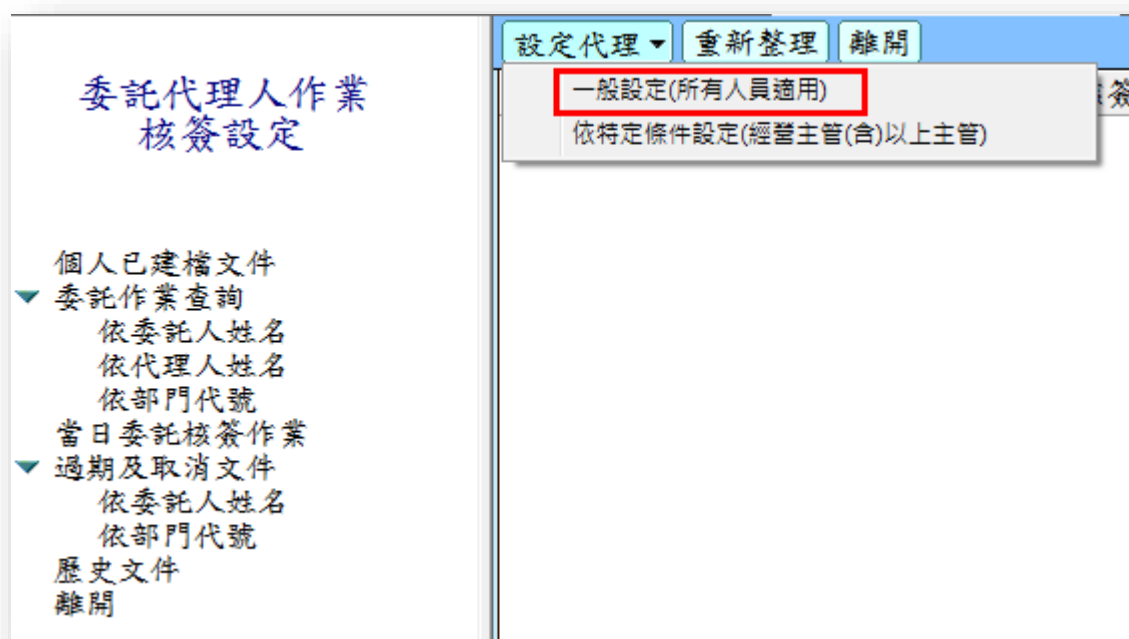 委託代理人作業
核簽設定
個人已建檔文件
委託作業查詢
依委託人姓名
依代理人姓名
依部門代號
當日委託核簽作業
過期及取消文件
依委託人姓名
依部門代號
歷史文件
離開
設定代理 重新整理 離開
一般設定(所有人員適用)
依特定條件設定(經營主管(含)以上主管)
簽